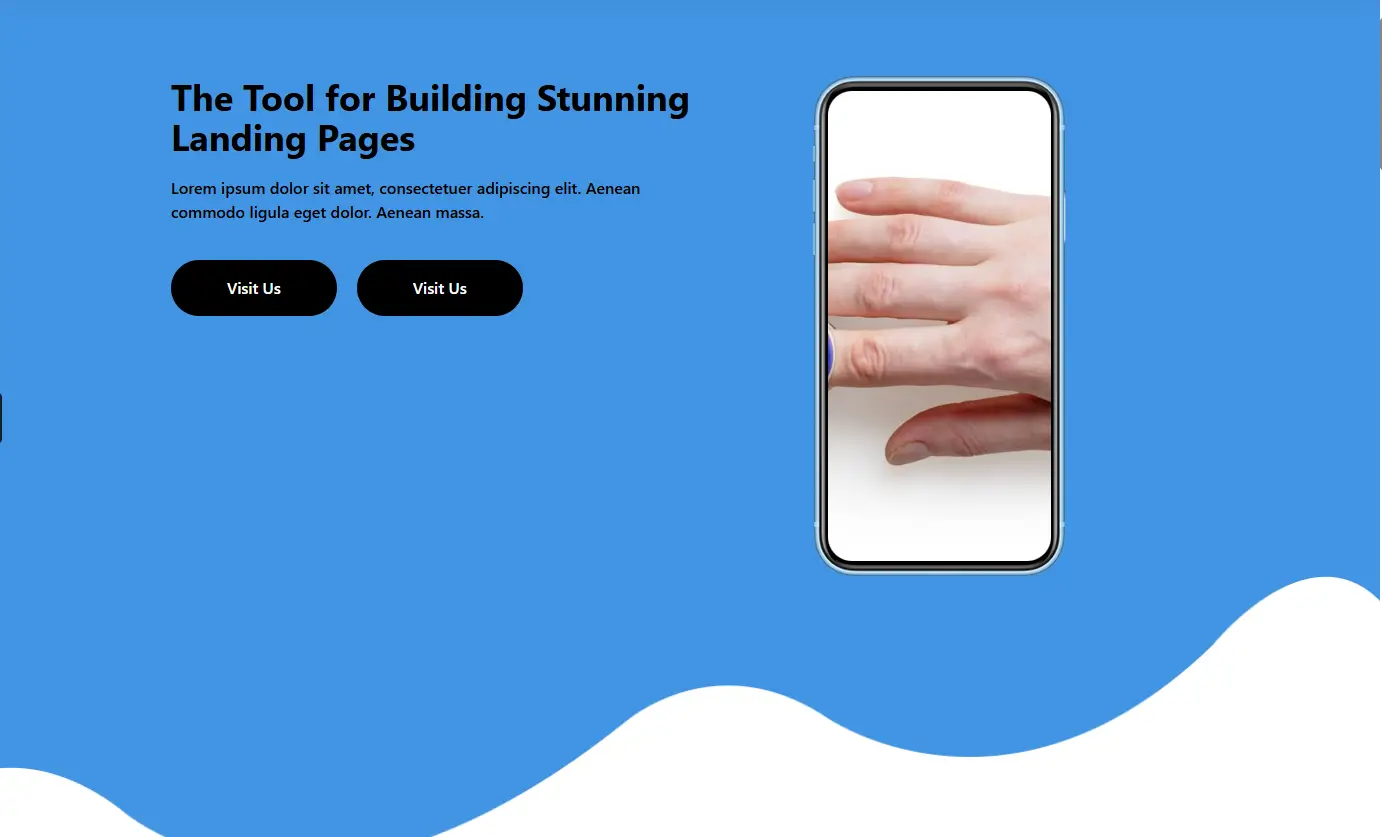 The Tool for Building Stunning
Landing Pages
Lorem ipsum dolor sit amet, consectetuer adipiscing elit. Aenean
commodo ligula eget dolor. Aenean massa.
Visit Us
Visit Us